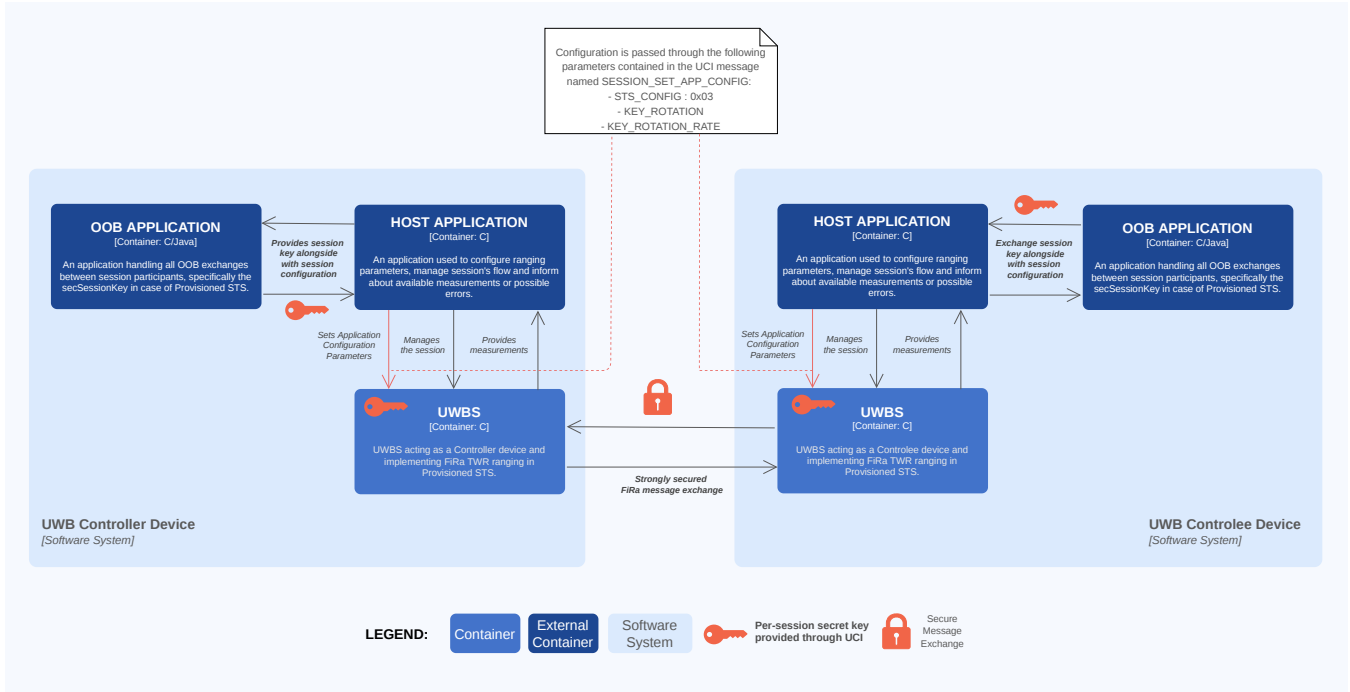 Configuration is passed through the following
parameters contained in the UCI message
named SESSION_SET_APP_CONFIG:
- STS_CONFIG : 0x03
- KEY_ROTATION
- KEY_ROTATION_RATE
OOB APPLICATION
[Container: C/Java]
An application handling all OOB exchanges
between session participants, specifically the
secSessionKey in case of Provisioned STS.
Provides session
key alongside
with session
configuration
HOST APPLICATION
[Container: C]
An application used to configure ranging
parameters, manage session's flow and inform
about available measurements or possible
errors.
Sets Application
Configuration
Parameters
Manages
the session
Provides
measurements
UWBS
[Container: C]
UWBS acting as a Controller device and
implementing FiRa TWR ranging in
Provisioned STS.
UWB Controller Device
[Software System]
Strongly secured
FiRa message exchange
HOST APPLICATION
[Container: C]
An application used to configure ranging
parameters, manage session's flow and inform
about available measurements or possible
errors.
Exchange session
key alongside
with session
configuration
OOB APPLICATION
[Container: C/Java]
An application handling all OOB exchanges
between session participants, specifically the
secSessionKey in case of Provisioned STS.
Sets Application
Configuration
Parameters
Manages
the session
Provides
measurements
UWBS
[Container: C]
UWBS acting as a Controlee device and
implementing FiRa TWR ranging in
Provisioned STS.
UWB Controlee Device
[Software System]
LEGEND:
Container
External
Container
Software
System
Per-session secret key
provided through UCI
Secure
Message
Exchange